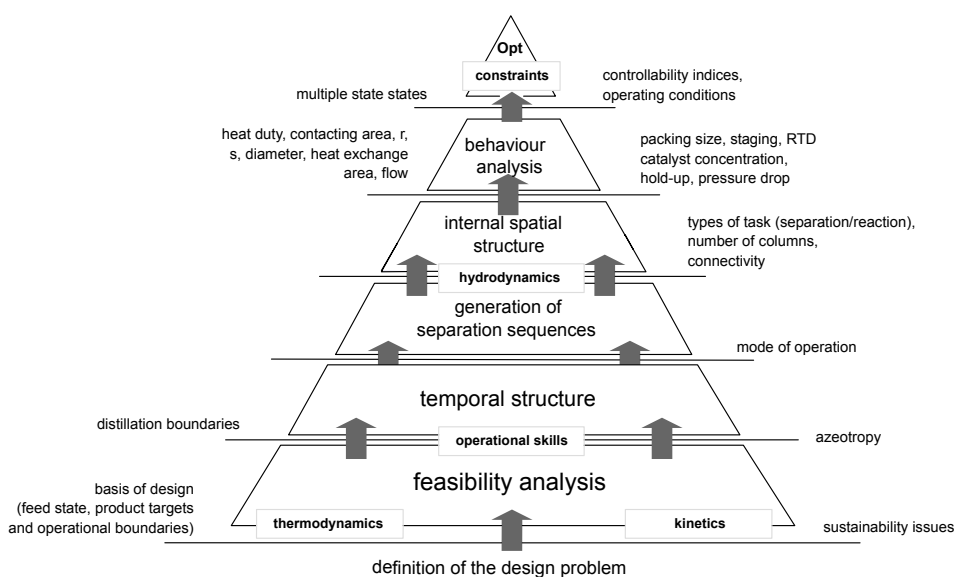 Opt
constraints
multiple state states
controllability indices,
operating conditions
heat duty, contacting area, r,
s, diameter, heat exchange
area, flow
behaviour
analysis
packing size, staging, RTD
catalyst concentration,
hold-up, pressure drop
internal spatial
structure
types of task (separation/reaction),
number of columns,
connectivity
hydrodynamics
generation of
separation sequences
mode of operation
temporal structure
distillation boundaries
operational skills
azeotropy
feasibility analysis
basis of design
(feed state, product targets
and operational boundaries)
thermodynamics
kinetics
sustainability issues
definition of the design problem